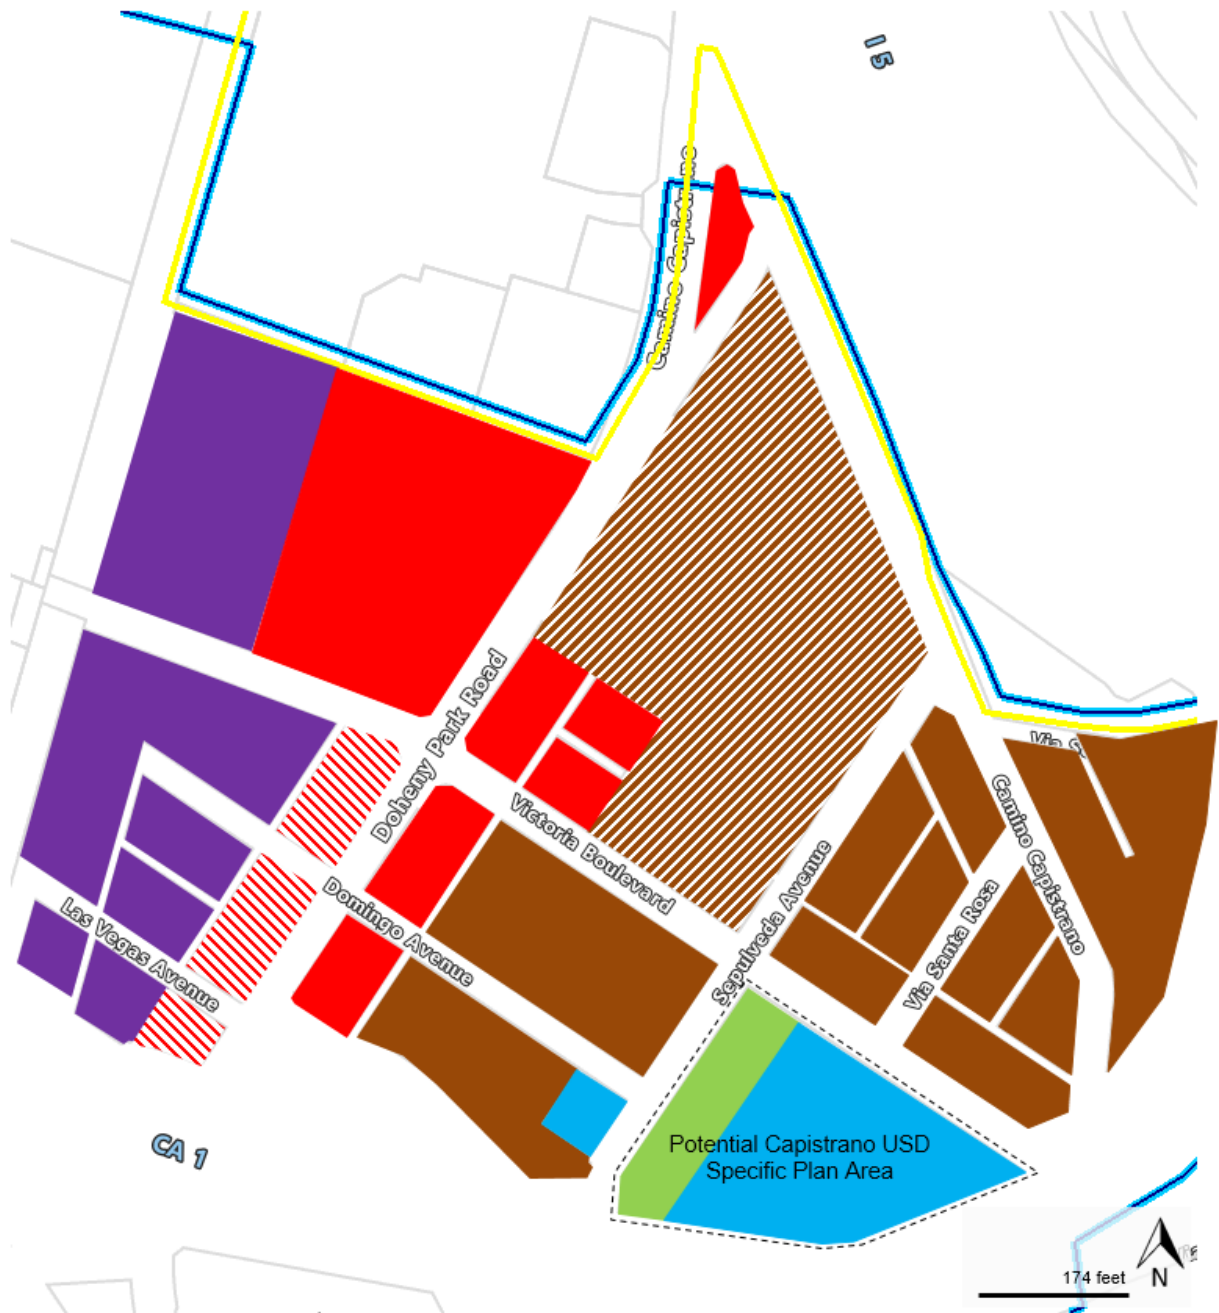 I 5
Camino Capistrano
Doheny Park Road
Via S
Victoria Boulevard
Camino Capistrano
Sepulveda Avenue
Domingo Avenue
Via Santa Rosa
Las Vegas Avenue
CA 1
Potential Capistrano USD
Specific Plan Area
174 feet
N